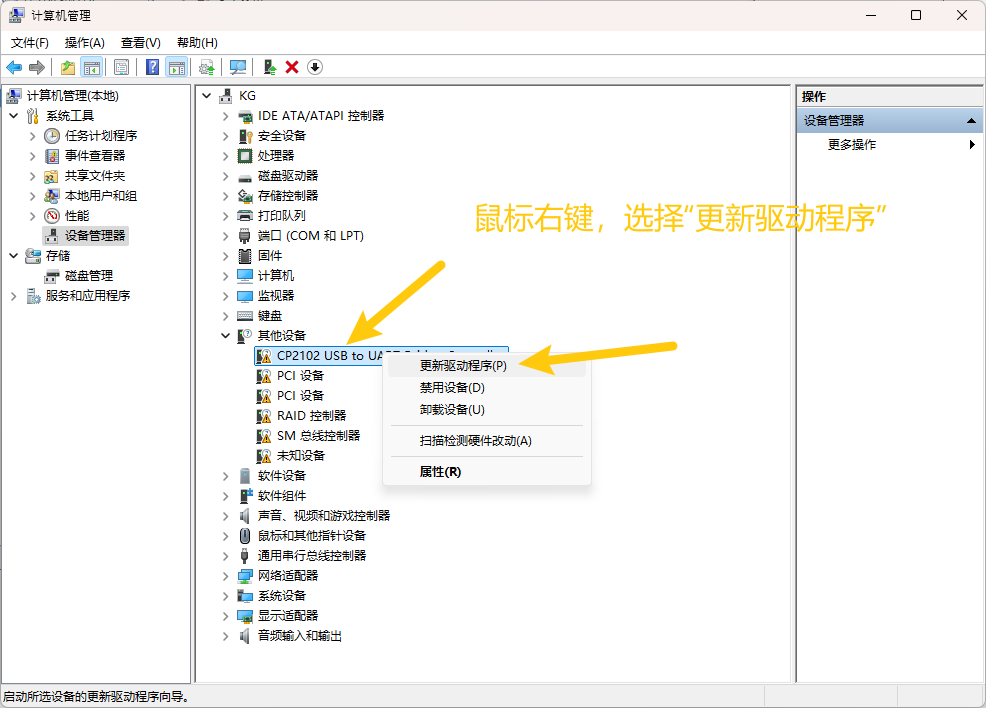 计算机管理
文件(F) 操作(A) 查看(V) 帮助(H)
计算机管理(本地)
系统工具
任务计划程序
事件查看器
共享文件夹
本地用户和组
性能
设备管理器
存储
磁盘管理
服务和应用程序
KG
IDE ATA/ATAPI 控制器
安全设备
处理器
磁盘驱动器
存储控制器
打印队列
端口 (COM 和 LPT)
固件
计算机
监视器
键盘
其他设备
CP2102 USB to
PCI 设备
PCI 设备
RAID 控制器
SM 总线控制器
未知设备
软件设备
软件组件
声音、视频和游戏控制器
鼠标和其他指针设备
通用串行总线控制器
网络适配器
系统设备
显示适配器
音频输入和输出
鼠标右键，选择“更新驱动程序”
更新驱动程序(P)
禁用设备(D)
卸载设备(U)
扫描检测硬件改动(A)
属性(R)
操作
设备管理器
更多操作
启动所选设备的更新驱动程序向导。